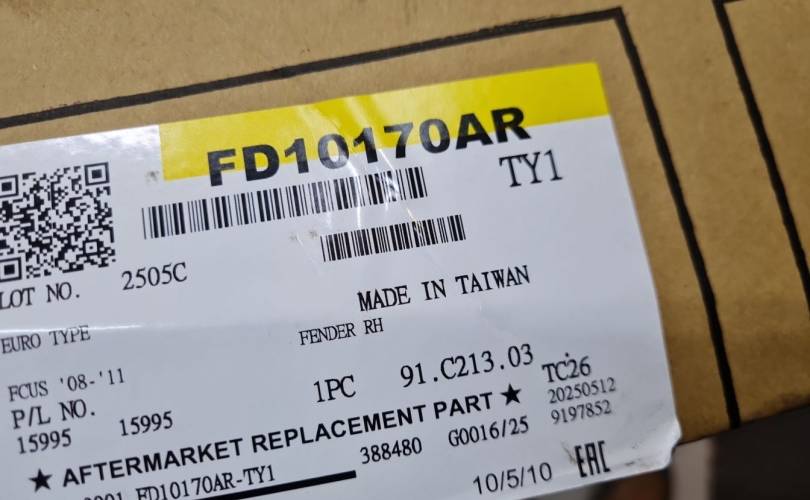 FD10170AR
TY1
LOT NO. 2505C
MADE IN TAIWAN
EURO TYPE
FENDER RH
FCUS '08-'11
1PC 91.C213.03
P/L NO.
TC26
15995 15995
20250512
9197852
★ AFTERMARKET REPLACEMENT PART ★
388480 G0016/25
FD10170AR-TY1
10/5/10 EAC